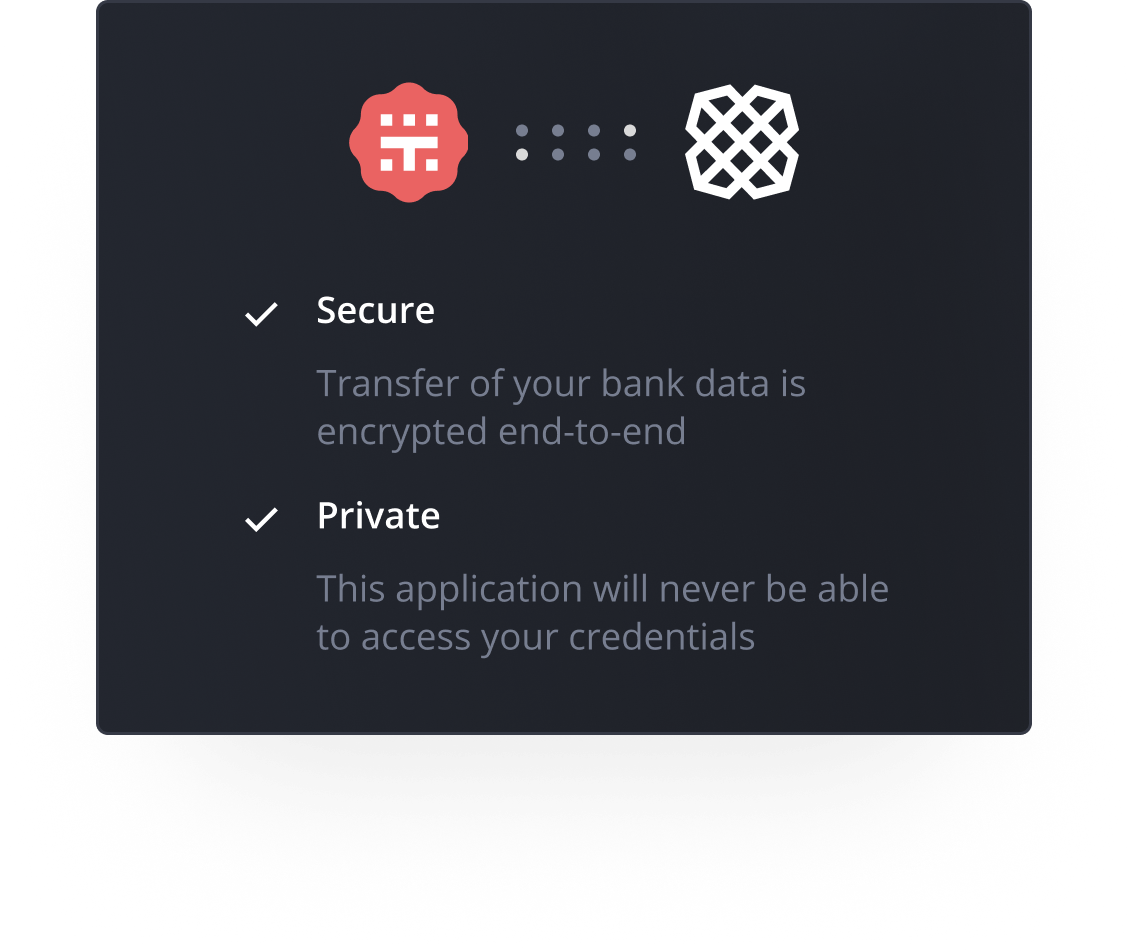 Secure
Transfer of your bank data is
encrypted end-to-end
Private
This application will never be able
to access your credentials